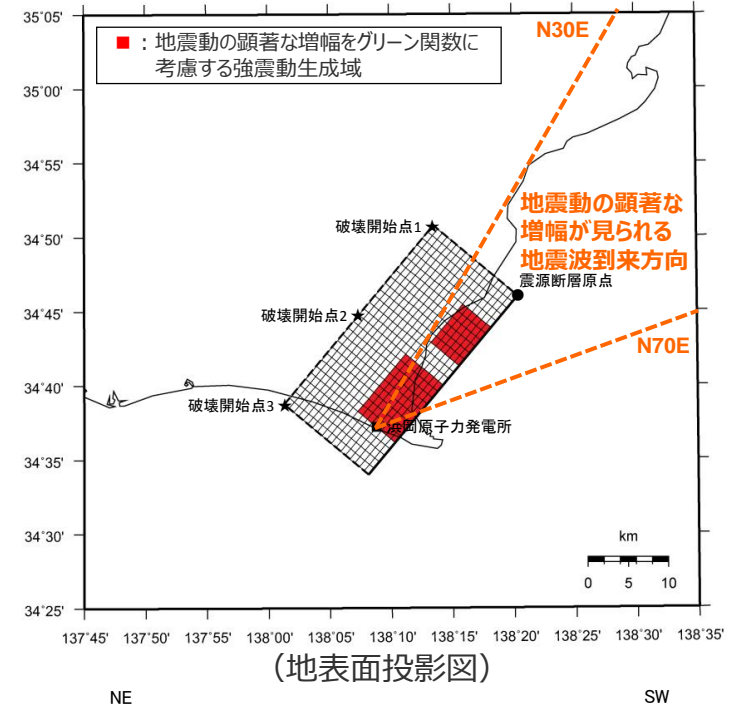 ■：地震動の顕著な増幅をグリーン関数に
考慮する強震動生成域
N30E
地震動の顕著な
増幅が見られる
地震波到来方向
破壊開始点1
震源断層原点
破壊開始点2
N70E
破壊開始点3
浜岡原子力発電所
35°05'
35°00'
34°55'
34°50'
34°45'
34°40'
34°35'
34°30'
34°25'
km
0 5 10
137°45' 137°50' 137°55' 138°00' 138°05' 138°10' 138°15' 138°20' 138°25' 138°30' 138°35'
（地表面投影図）
NE SW